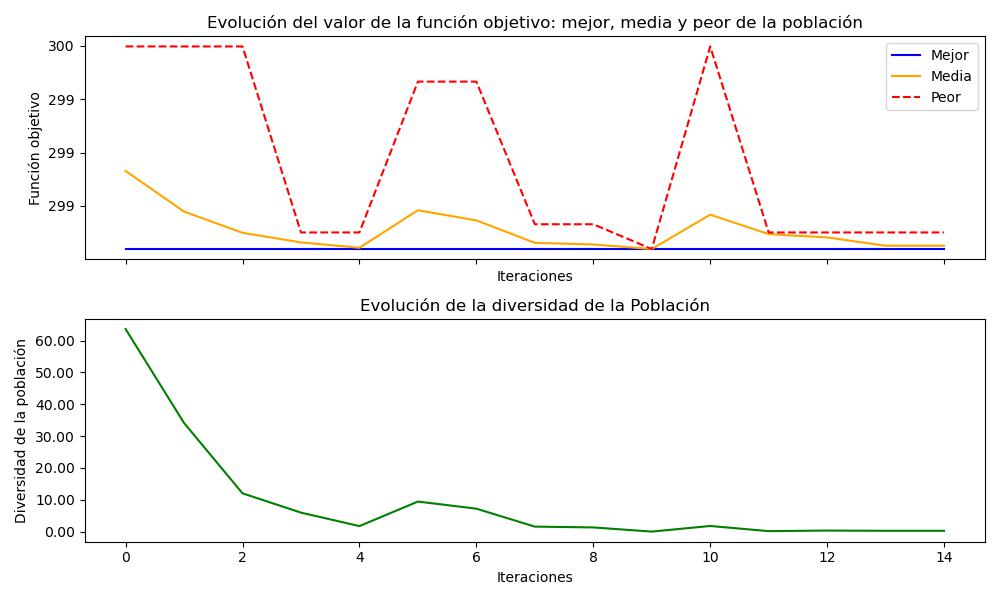 Evolución del valor de la función objetivo: mejor, media y peor de la población
Función objetivo
300
299
299
299
Mejor
Media
Peor
Iteraciones
Evolución de la diversidad de la Población
Diversidad de la población
60.00
50.00
40.00
30.00
20.00
10.00
0.00
0 2 4 6 8 10 12 14
Iteraciones